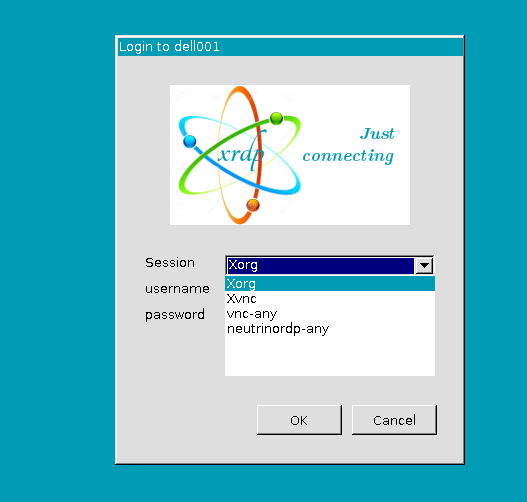 Login to dell001
Just
connecting
xrdp
Session
Xorg
Xorg
Xvnc
vnc-any
neutrinordp-any
username
password
OK
Cancel